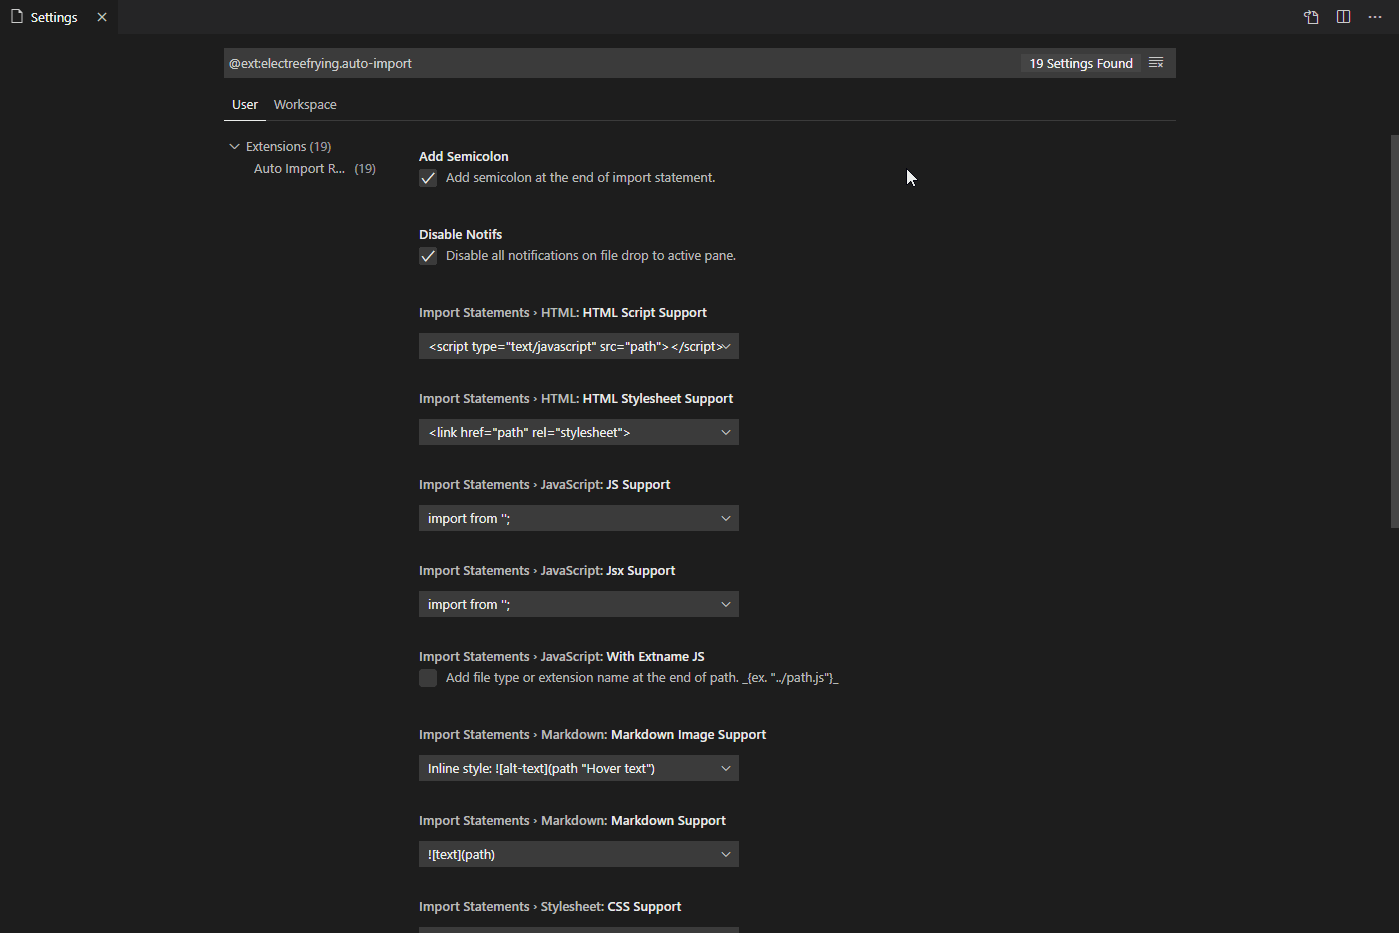 Settings
@ext:electreefrying.auto-import
19 Settings Found
User Workspace
Extensions (19)
Auto Import R... (19)
Add Semicolon
Add semicolon at the end of import statement.
Disable Notifs
Disable all notifications on file drop to active pane.
Import Statements › HTML: HTML Script Support
<script type="text/javascript" src="path"></script>
Import Statements › HTML: HTML Stylesheet Support
<link href="path" rel="stylesheet">
Import Statements › JavaScript: JS Support
import from '';
Import Statements › JavaScript: Jsx Support
import from '';
Import Statements › JavaScript: With Extname JS
Add file type or extension name at the end of path. _{ex. "../path.js"}_
Import Statements › Markdown: Markdown Image Support
Inline style: ![alt-text](path "Hover text")
Import Statements › Markdown: Markdown Support
![text](path)
Import Statements › Stylesheet: CSS Support